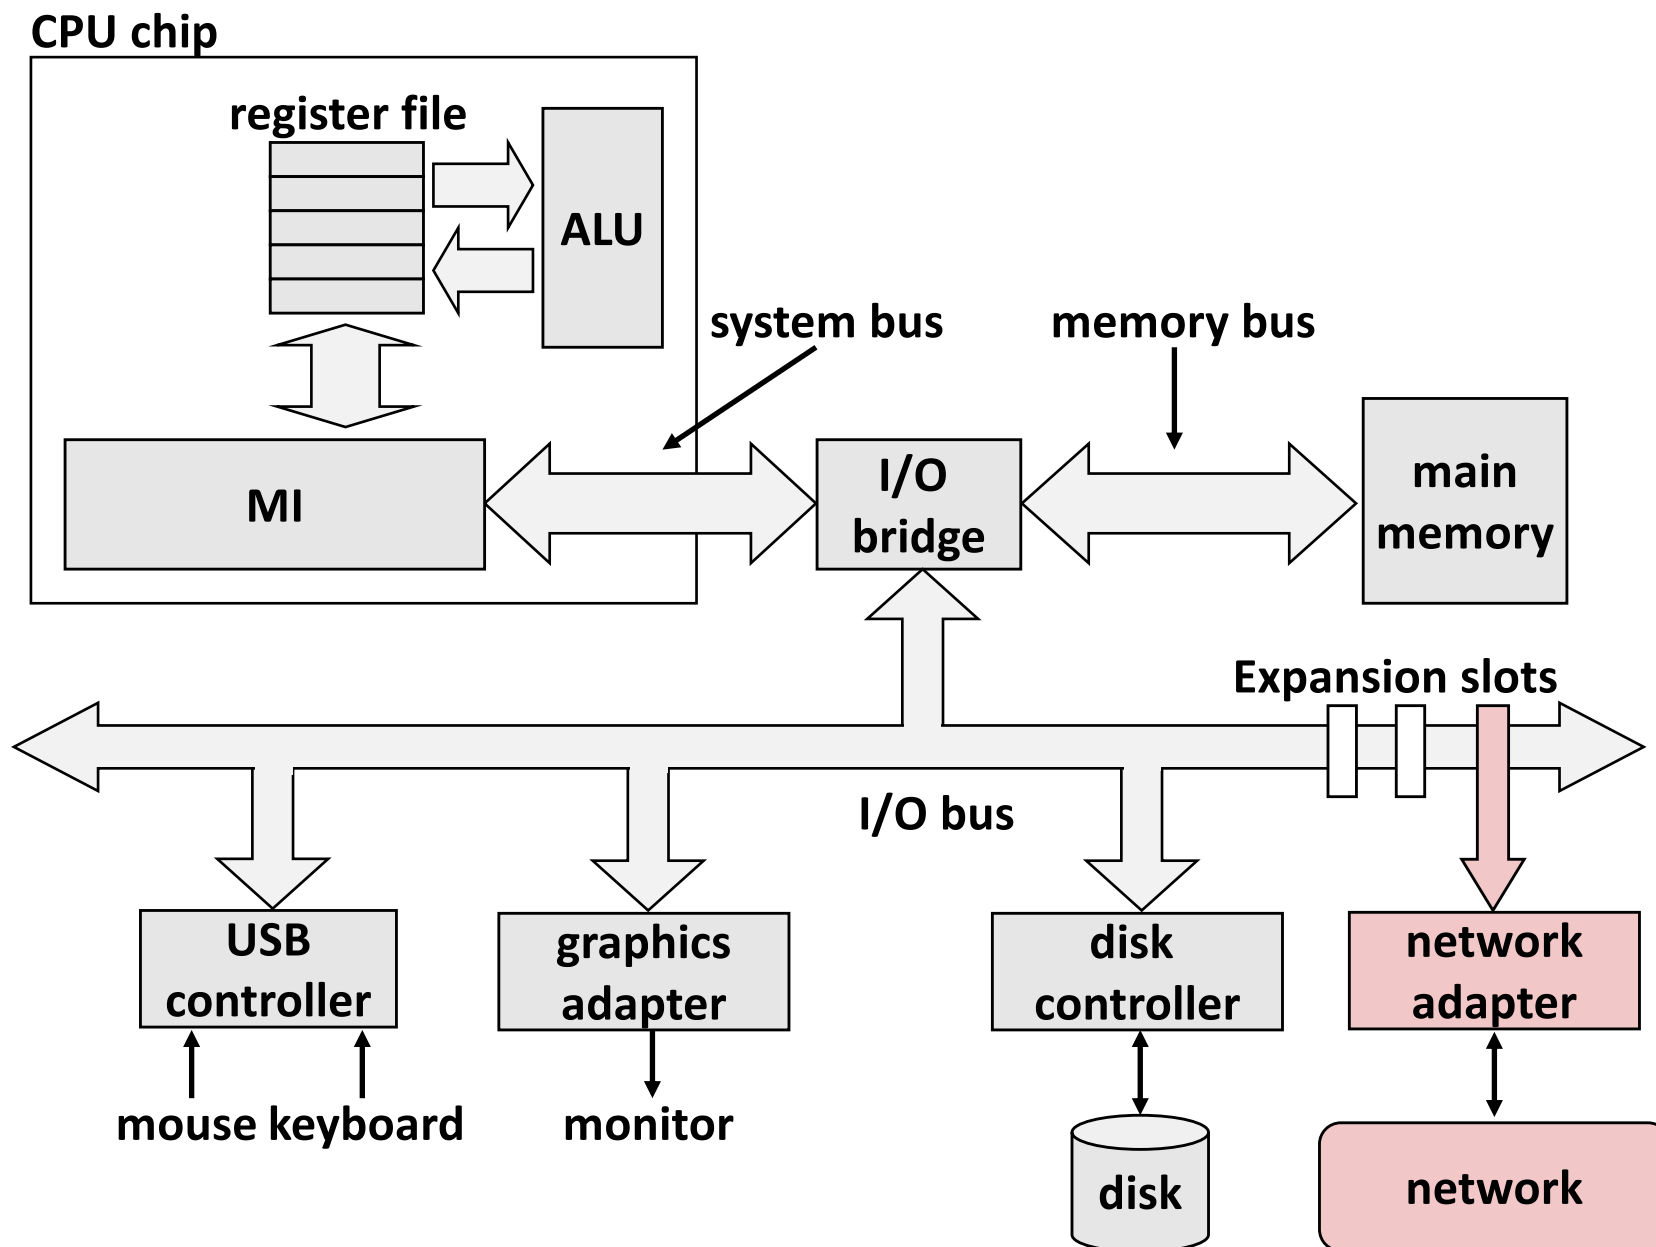 CPU chip
register file
ALU
system bus
memory bus
MI
I/O
bridge
main
memory
Expansion slots
I/O bus
USB
controller
graphics
adapter
disk
controller
network
adapter
mouse keyboard
monitor
disk
network